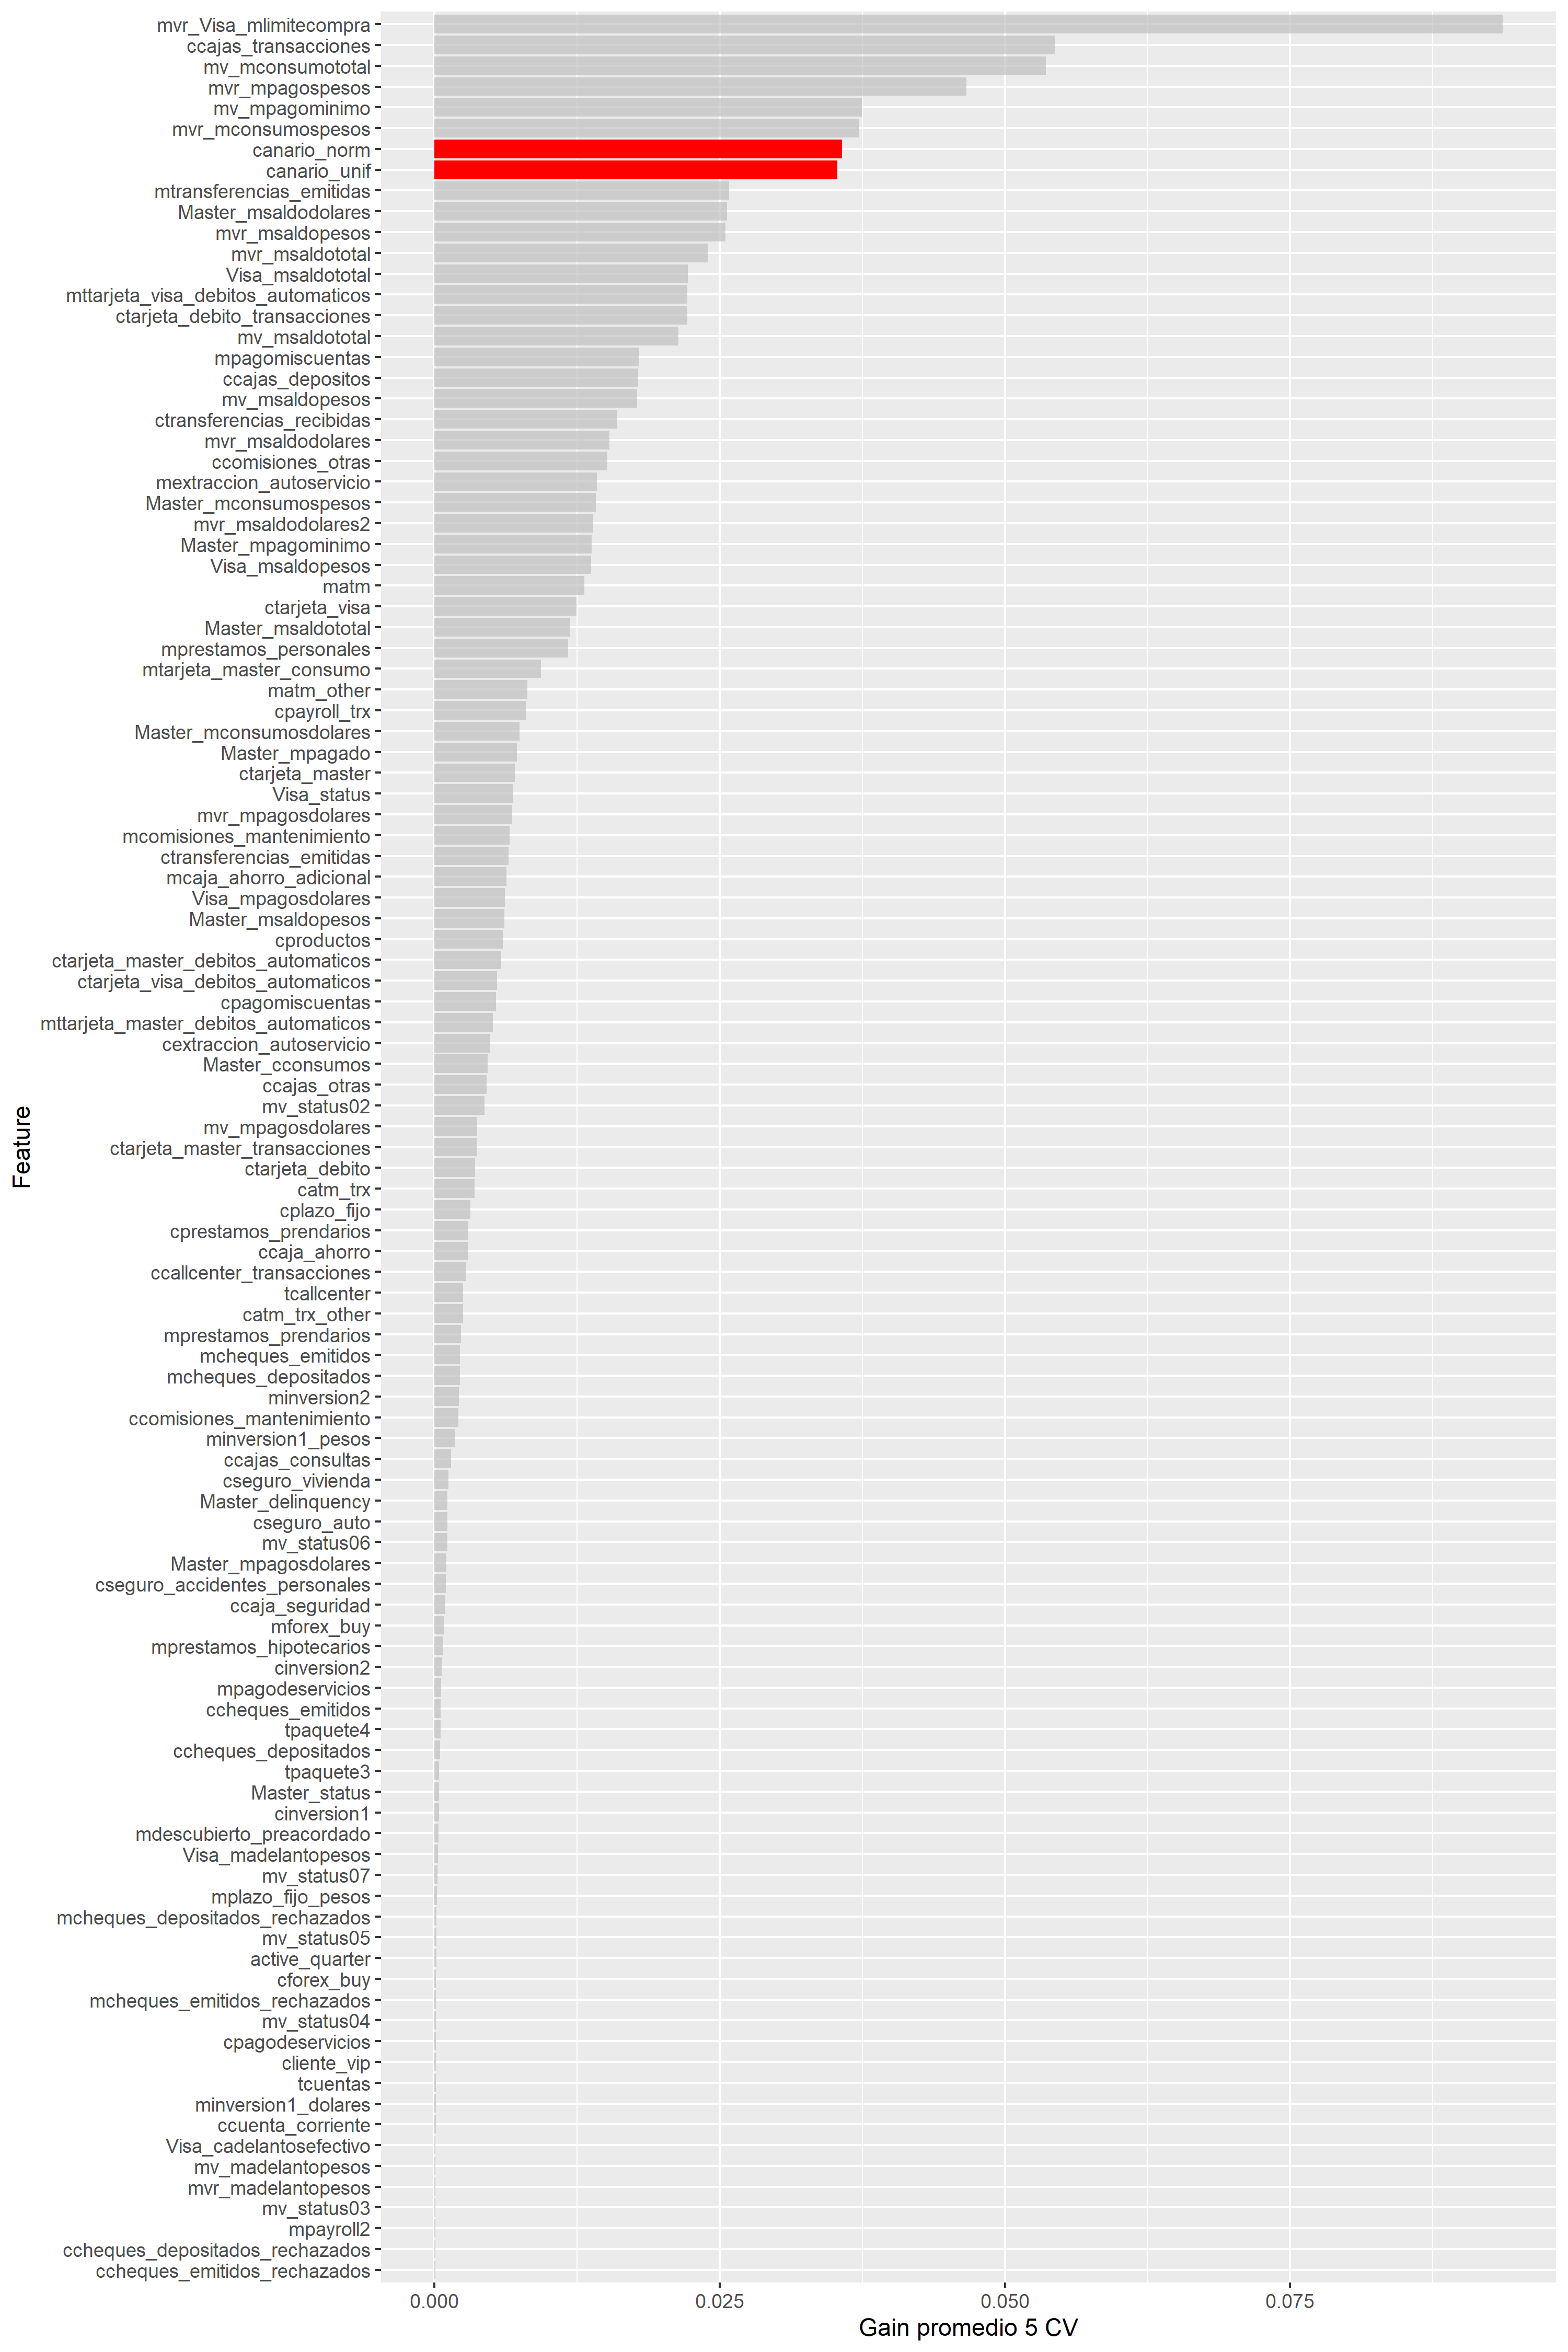 mvr_Visa_mlimitecompra
ccajas_transacciones
mv_mconsumototal
mvr_mpagospesos
mv_mpagominimo
mvr_mconsumospesos
canario_norm
canario_unif
mtransferencias_emitidas
Master_msaldodolares
mvr_msaldopesos
mvr_msaldototal
Visa_msaldototal
mttarjeta_visa_debitos_automaticos
ctarjeta_debito_transacciones
mv_msaldototal
mpagomiscuentas
ccajas_depositos
mv_msaldopesos
ctransferencias_recibidas
mvr_msaldodolares
ccomisiones_otras
mextraccion_autoservicio
Master_mconsumospesos
mvr_msaldodolares2
Master_mpagominimo
Visa_msaldopesos
matm
ctarjeta_visa
Master_msaldototal
mprestamos_personales
mtarjeta_master_consumo
matm_other
cpayroll_trx
Master_mconsumosdolares
Master_mpagado
ctarjeta_master
Visa_status
mvr_mpagosdolares
mcomisiones_mantenimiento
ctransferencias_emitidas
mcaja_ahorro_adicional
Visa_mpagosdolares
Master_msaldopesos
cproductos
ctarjeta_master_debitos_automaticos
ctarjeta_visa_debitos_automaticos
cpagomiscuentas
mttarjeta_master_debitos_automaticos
cextraccion_autoservicio
Master_cconsumos
ccajas_otras
mv_status02
mv_mpagosdolares
ctarjeta_master_transacciones
ctarjeta_debito
catm_trx
cplazo_fijo
cprestamos_prendarios
ccaja_ahorro
ccallcenter_transacciones
tcallcenter
catm_trx_other
mprestamos_prendarios
mcheques_emitidos
mcheques_depositados
minversion2
ccomisiones_mantenimiento
minversion1_pesos
ccajas_consultas
cseguro_vivienda
Master_delinquency
cseguro_auto
mv_status06
Master_mpagosdolares
cseguro_accidentes_personales
ccaja_seguridad
mforex_buy
mprestamos_hipotecarios
cinversion2
mpagodeservicios
ccheques_emitidos
tpaquete4
ccheques_depositados
tpaquete3
Master_status
cinversion1
mdescubierto_preacordado
Visa_madelantopesos
mv_status07
mplazo_fijo_pesos
mcheques_depositados_rechazados
mv_status05
active_quarter
cforex_buy
mcheques_emitidos_rechazados
mv_status04
cpagodeservicios
cliente_vip
tcuentas
minversion1_dolares
ccuenta_corriente
Visa_cadelantosefectivo
mv_madelantopesos
mvr_madelantopesos
mv_status03
mpayroll2
ccheques_depositados_rechazados
ccheques_emitidos_rechazados
Feature
0.000 0.025 0.050 0.075
Gain promedio 5 CV